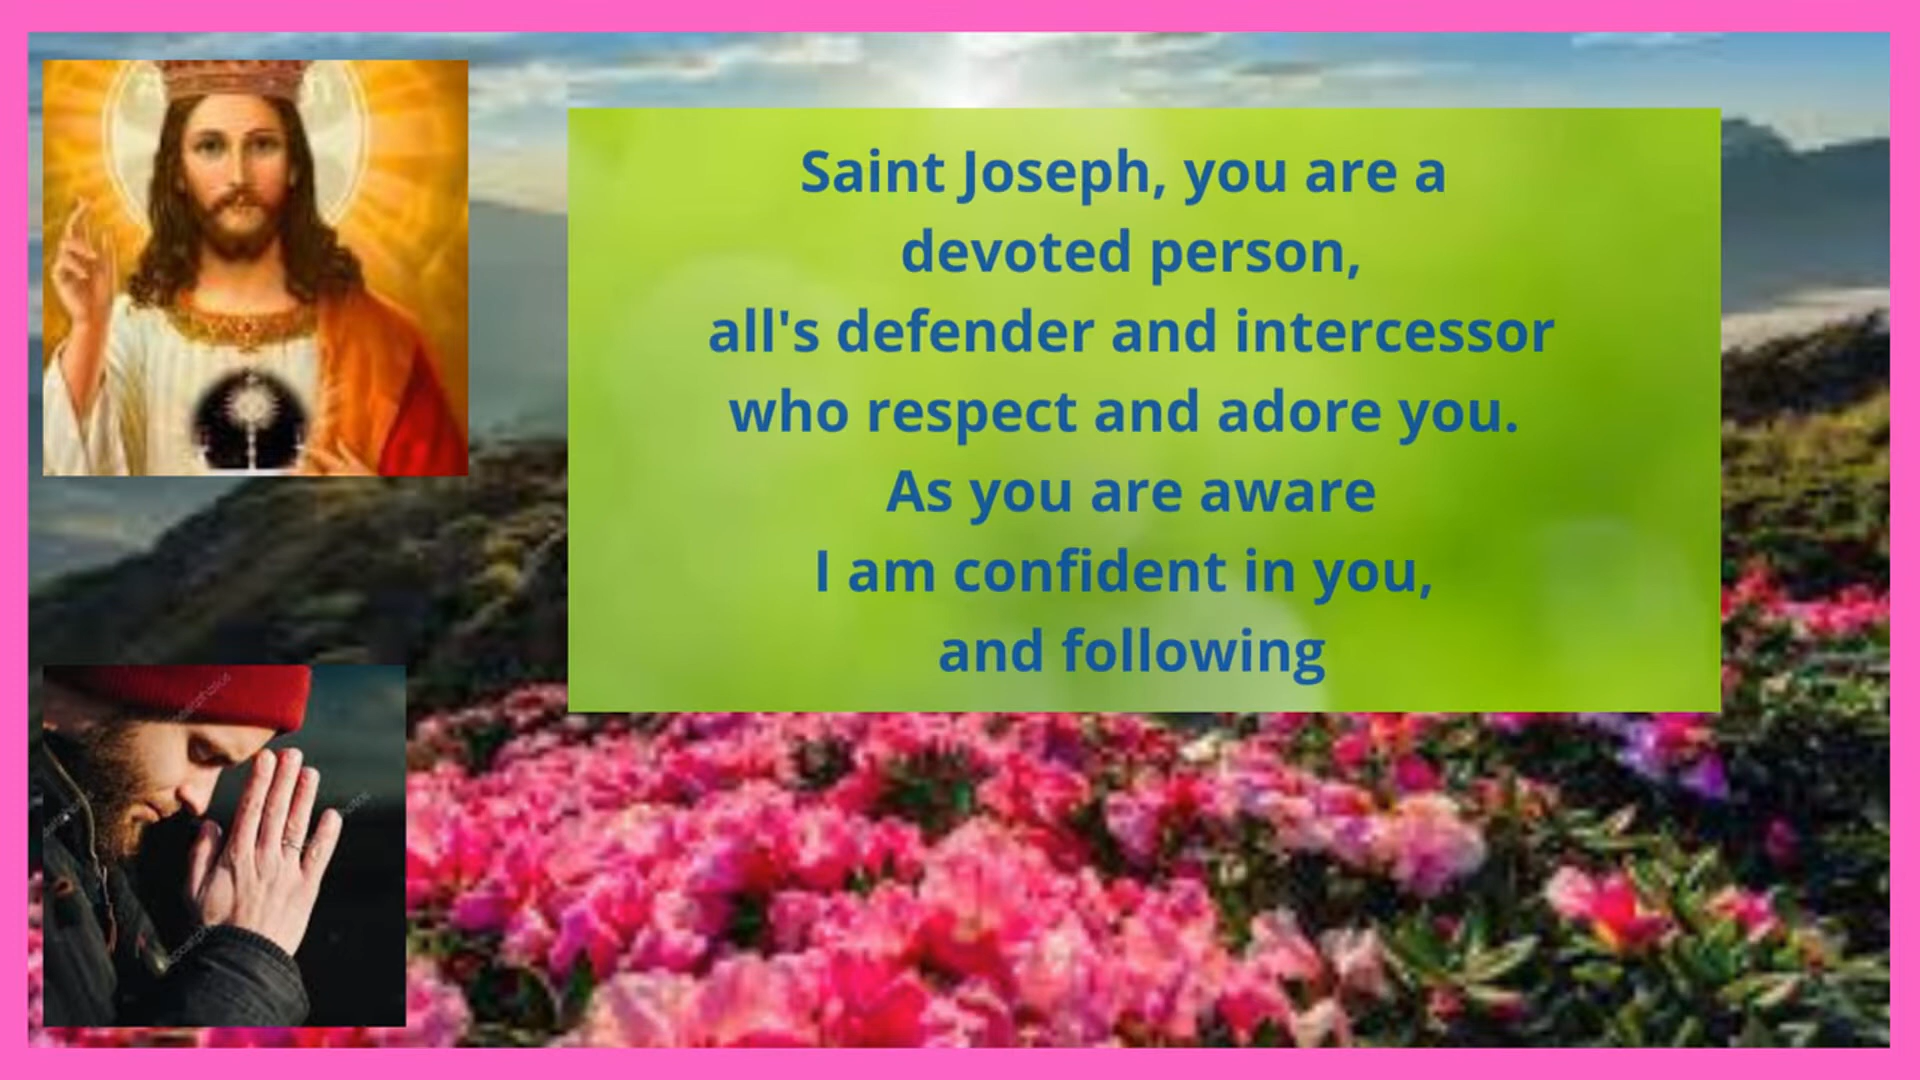 Saint Joseph, you are a
devoted person,
all's defender and intercessor
who respect and adore you.
As you are aware
I am confident in you,
and following